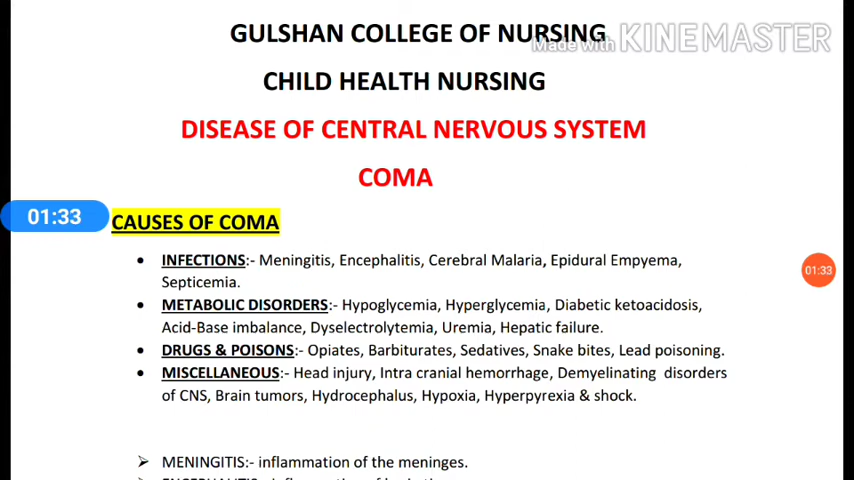 GULSHAN COLLEGE OF NURSING
Made with KINEMASTER
CHILD HEALTH NURSING
DISEASE OF CENTRAL NERVOUS SYSTEM
COMA
01:33
CAUSES OF COMA
• INFECTIONS:- Meningitis, Encephalitis, Cerebral Malaria, Epidural Empyema,
Septicemia.
01:33
• METABOLIC DISORDERS:- Hypoglycemia, Hyperglycemia, Diabetic ketoacidosis,
Acid-Base imbalance, Dyselectrolytemia, Uremia, Hepatic failure.
• DRUGS & POISONS:- Opiates, Barbiturates, Sedatives, Snake bites, Lead poisoning.
• MISCELLANEOUS:- Head injury, Intra cranial hemorrhage, Demyelinating disorders
of CNS, Brain tumors, Hydrocephalus, Hypoxia, Hyperpyrexia & shock.
➢ MENINGITIS:- inflammation of the meninges.